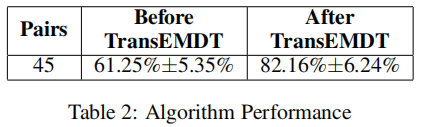 Pairs Before TransEMDT After TransEMDT
45 61.25%±5.35% 82.16%±6.24%
Table 2: Algorithm Performance